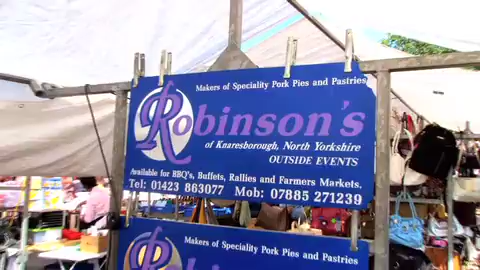 Makers of Speciality Pork Pies and Pastries
Robinson's
of Knaresborough, North Yorkshire
OUTSIDE EVENTS
Available for BBQ's, Buffets, Rallies and Farmers Markets.
Tel: 01423 863077 Mob: 07885 271239
Makers of Speciality Pork Pies and Pastries
Robinson's